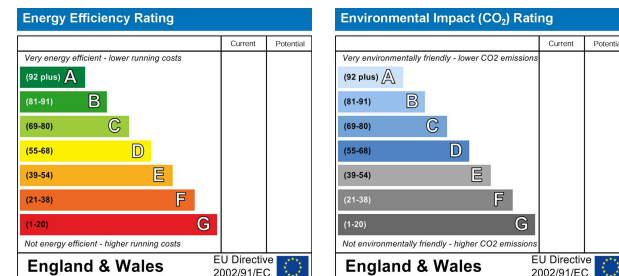 Energy Efficiency Rating
Current Potential
Very energy efficient - lower running costs
(92 plus) A
(81-91) B
(69-80) C
(55-68) D
(39-54) E
(21-38) F
(1-20) G
Not energy efficient - higher running costs
England & Wales
EU Directive
2002/91/EC
Environmental Impact (CO₂) Rating
Current Potential
Very environmentally friendly - lower CO2 emissions
(92 plus) A
(81-91) B
(69-80) C
(55-68) D
(39-54) E
(21-38) F
(1-20) G
Not environmentally friendly - higher CO2 emissions
England & Wales
EU Directive
2002/91/EC